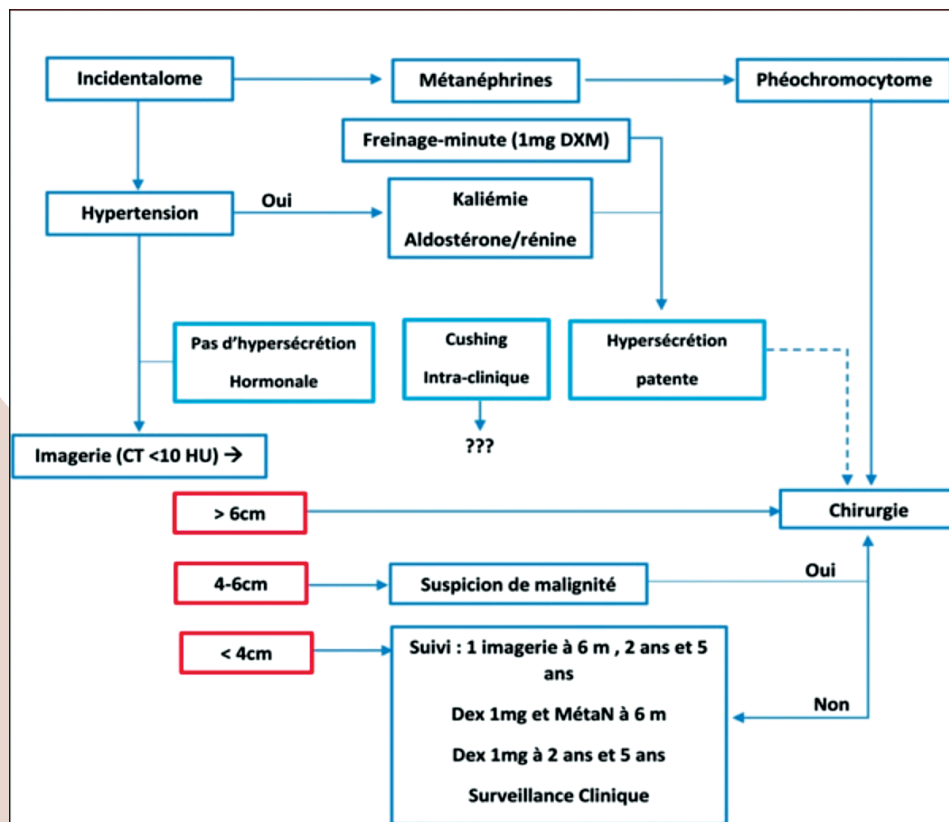 Incidentalome
Métanéphrines
Phéochromocytome
Freinage-minute (1mg DXM)
Hypertension
Oui
Kaliémie
Aldostérone/rénine
Pas d’hypersécrétion
Hormonale
Cushing
Intra-clinique
Hypersécrétion
patente
???
Imagerie (CT <10 HU) →
> 6cm
Chirurgie
4-6cm
Suspicion de malignité
Oui
< 4cm
Suivi : 1 imagerie à 6 m , 2 ans et 5
ans
Dex 1mg et MétaN à 6 m
Dex 1mg à 2 ans et 5 ans
Surveillance Clinique
Non